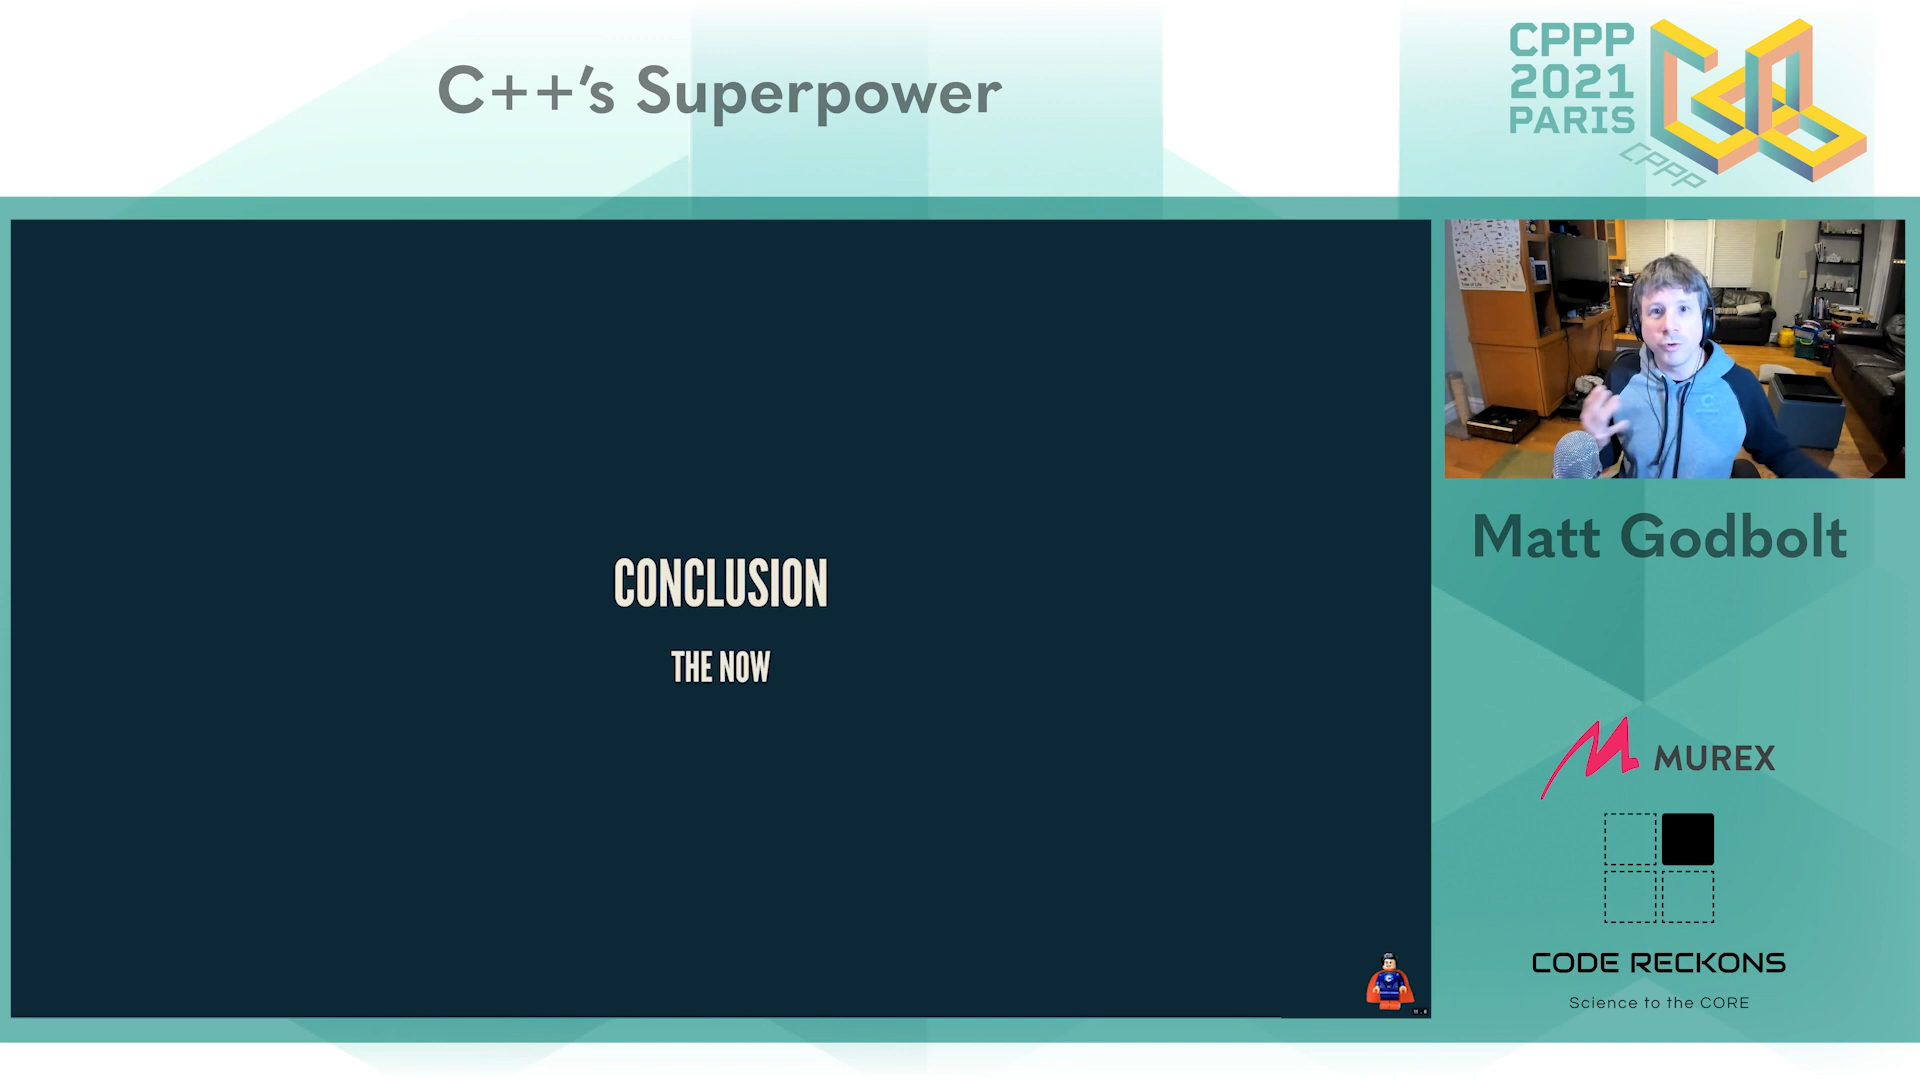 C++’s Superpower
CPPP
2021
PARIS
CPPP
CONCLUSION
THE NOW
Matt Godbolt
MUREX
CODE RECKONS
Science to the CORE